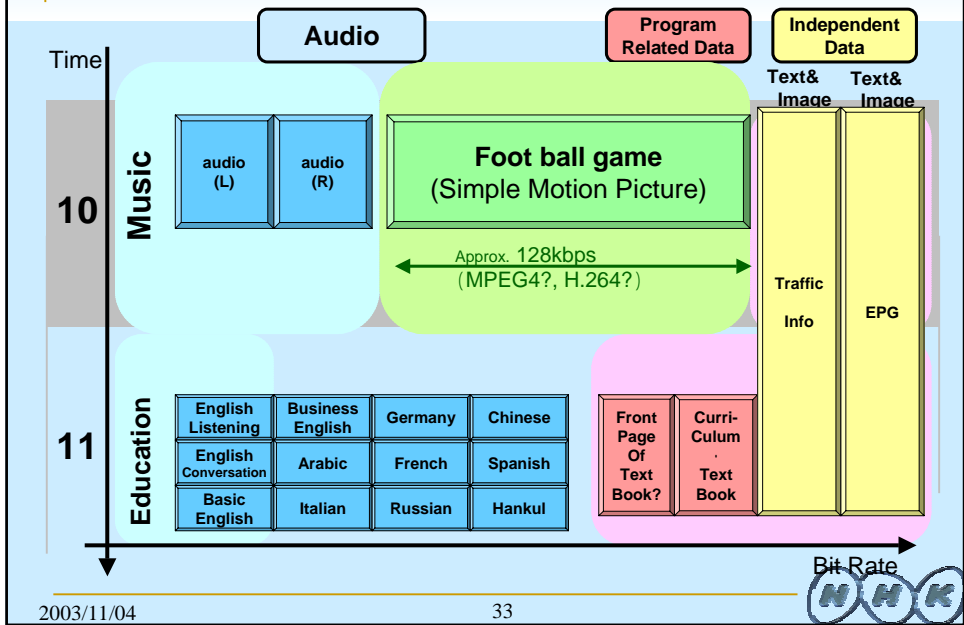 Audio
Program
Related Data
Independent
Data
Time
Text&
Image
Text&
Image
10
Music
audio
(L)
audio
(R)
Foot ball game
(Simple Motion Picture)
Approx. 128kbps
(MPEG4?, H.264?)
Traffic
Info
EPG
11
Education
English
Listening
Business
English
Germany
Chinese
English
Conversation
Arabic
French
Spanish
Basic
English
Italian
Russian
Hankul
Front
Page
Of
Text
Book?
Curri-
Culum
・
Text
Book
Bit Rate
2003/11/04
33
NHK